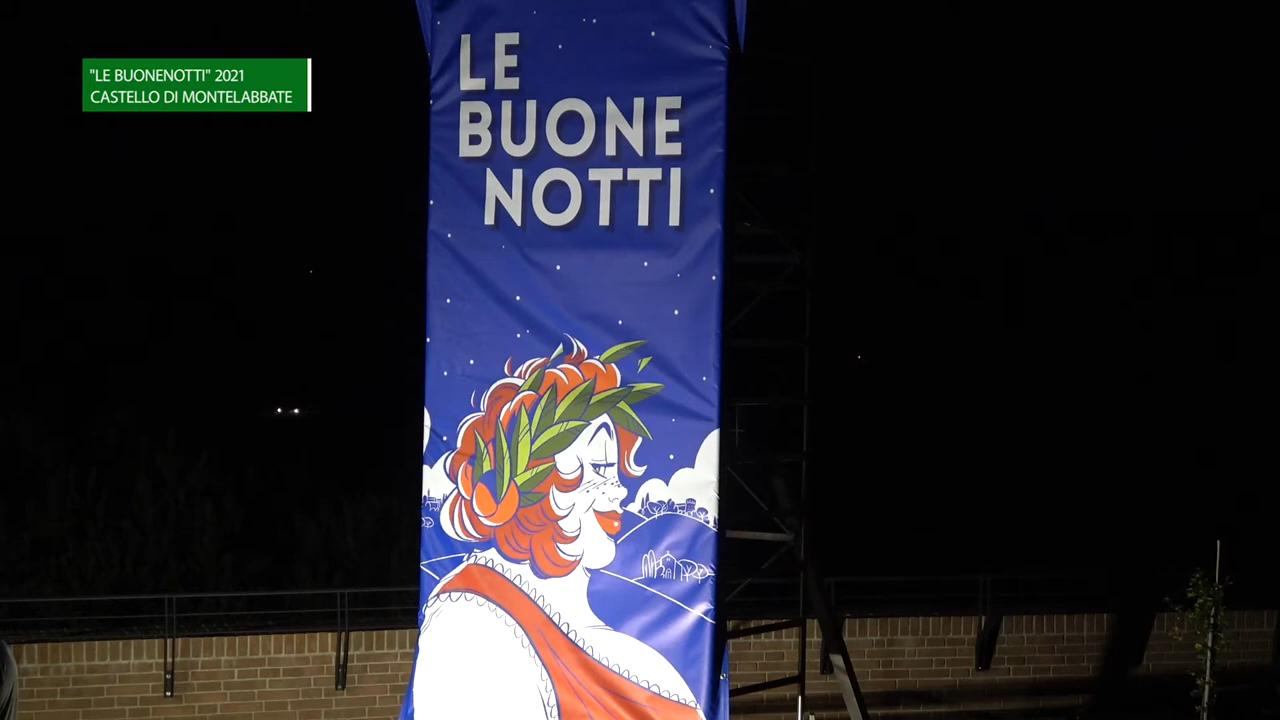 "LE BUONENOTTI" 2021
CASTELLO DI MONTELABBATE
LE
BUONE
NOTTI